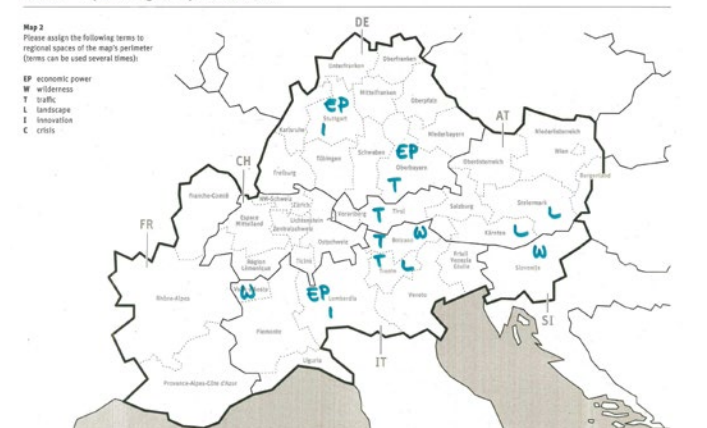 Map 2
Please assign the following terms to
regional spaces of the map's perimeter
(terms can be used several times):
EP economic power
W wilderness
T traffic
L landscape
I innovation
C crisis
DE
Unterfranken
Oberfranken
Mittelfranken
EP
Stuttgart
Oberpfalz
I
Karlsruhe
AT
Niederbayern
Niederösterreich
EP
Schwaben
Wien
Tübingen
Oberösterreich
CH
Oberbayern
Freiburg
T
Burgenland
Franche-Comté
NW-Schweiz
Zürich
Steiermark
Vorarlberg
T
Tirol
Salzburg
L
Espace
Mittelland
Liechtenstein
Zentralschweiz
FR
Ostschweiz
T
Bolzano
W
Kärnten
L
Région
Lémanique
Ticino
T
Trento
L
Friuli
Venezia
Giulia
W
Slovenija
W
EP
Lombardia
Rhône-Alpes
Veneto
I
SI
Piemonte
IT
Liguria
Provence-Alpes-Côte d'Azur